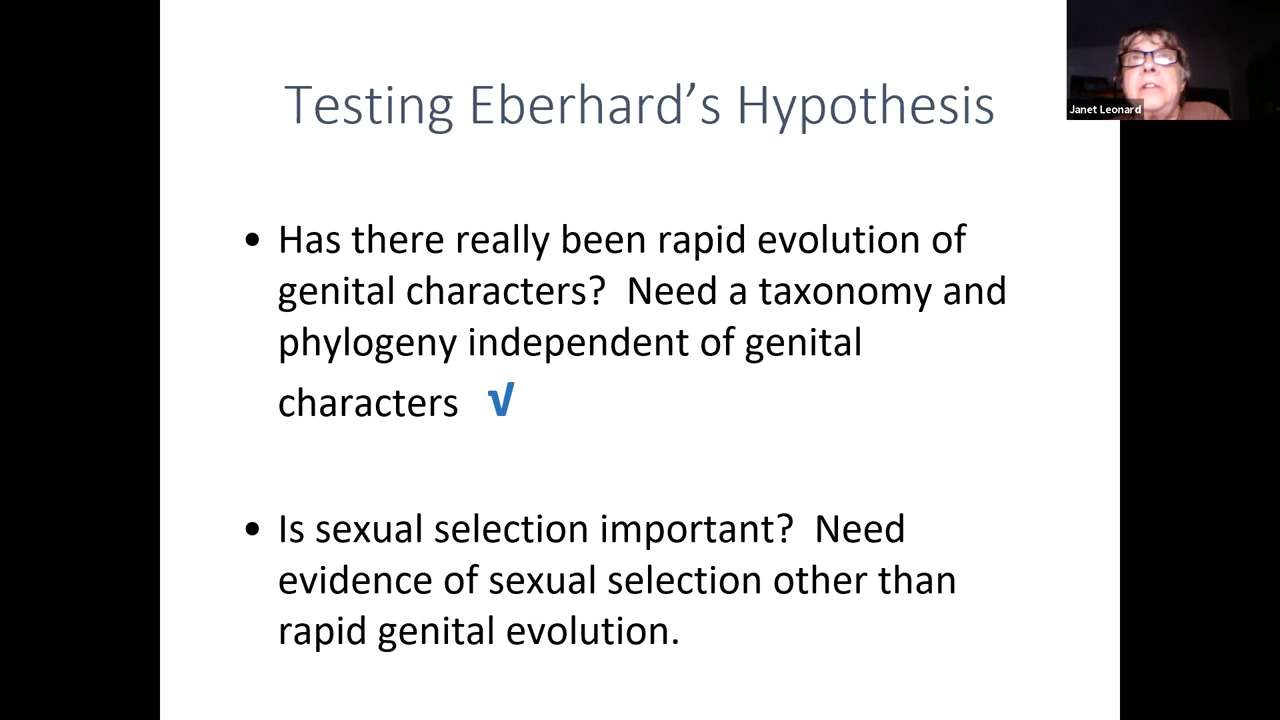 Testing Eberhard’s Hypothesis
Janet Leonard
• Has there really been rapid evolution of
genital characters?  Need a taxonomy and
phylogeny independent of genital
characters √
• Is sexual selection important?  Need
evidence of sexual selection other than
rapid genital evolution.